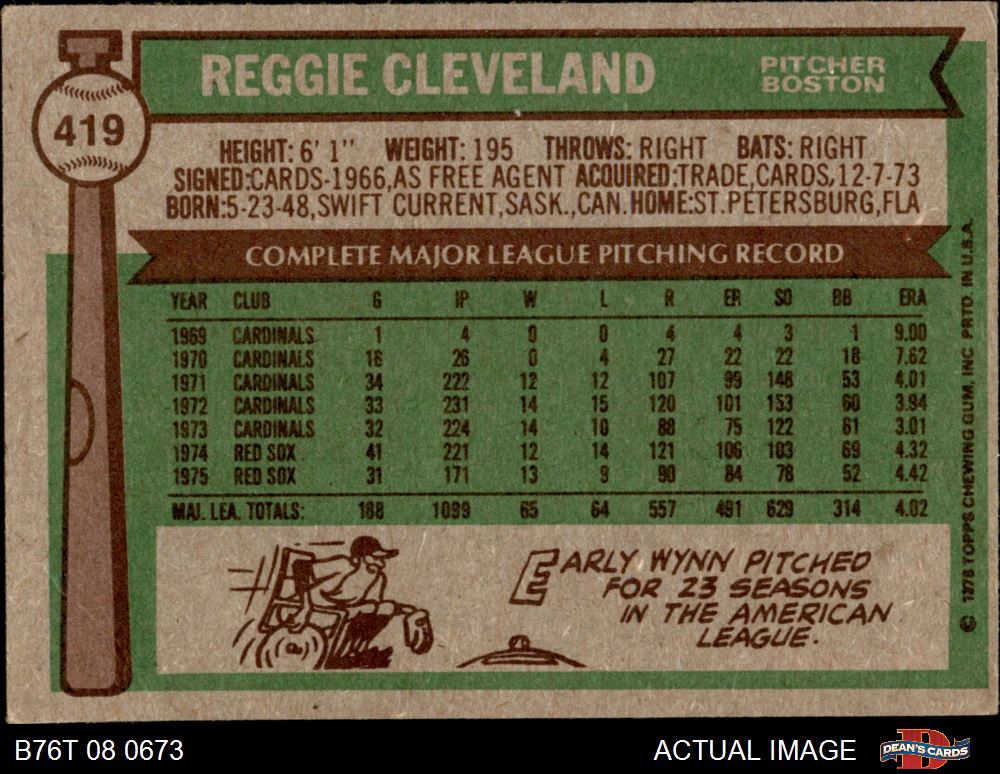 REGGIE CLEVELAND
PITCHER
BOSTON
419
HEIGHT: 6' 1" WEIGHT: 195 THROWS: RIGHT BATS: RIGHT
SIGNED: CARDS-1966, AS FREE AGENT ACQUIRED: TRADE, CARDS, 12-7-73
BORN: 5-23-48, SWIFT CURRENT, SASK., CAN. HOME: ST. PETERSBURG, FLA
COMPLETE MAJOR LEAGUE PITCHING RECORD
YEAR CLUB G IP W L R ER SO BB ERA
1969 CARDINALS 1 4 0 0 4 4 3 1 9.00
1970 CARDINALS 16 26 0 4 27 22 22 18 7.62
1971 CARDINALS 34 222 12 12 107 99 148 53 4.01
1972 CARDINALS 33 231 14 15 120 101 153 60 3.94
1973 CARDINALS 32 224 14 10 88 75 122 61 3.01
1974 RED SOX 41 221 12 14 121 106 103 69 4.32
1975 RED SOX 31 171 13 9 90 84 78 52 4.42
MAJ. LEA. TOTALS: 188 1099 65 64 557 491 629 314 4.02
EARLY WYNN PITCHED
FOR 23 SEASONS
IN THE AMERICAN
LEAGUE.
© 1976 TOPPS CHEWING GUM, INC PRTD. IN U.S.A.
B76T 08 0673
ACTUAL IMAGE
DEAN'S CARDS